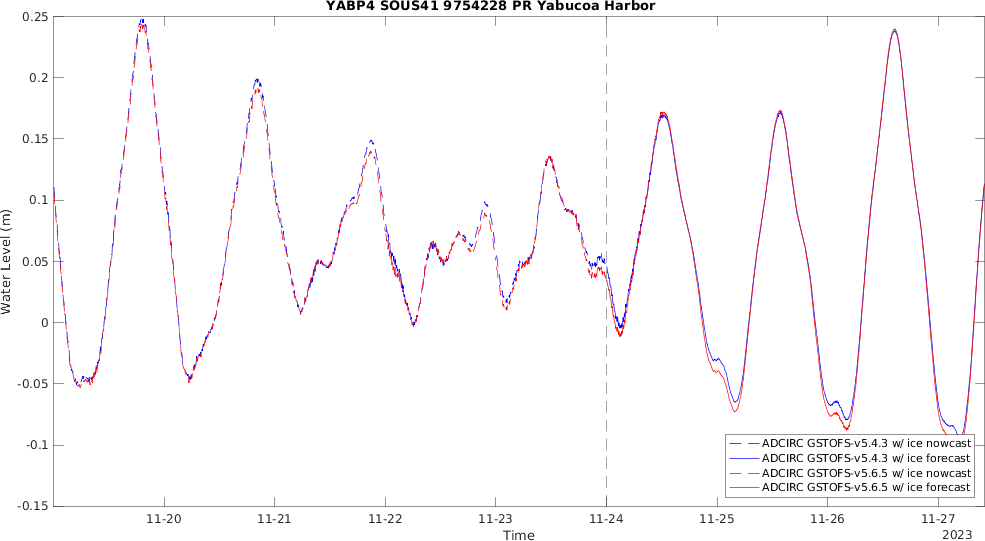 YABP4 SOUS41 9754228 PR Yabucoa Harbor
0.25
0.2
0.15
0.1
0.05
0
-0.05
-0.1
-0.15
Water Level (m)
11-20 11-21 11-22 11-23 11-24 11-25 11-26 11-27
Time
2023
ADCIRC GSTOFS-v5.4.3 w/ ice nowcast
ADCIRC GSTOFS-v5.4.3 w/ ice forecast
ADCIRC GSTOFS-v5.6.5 w/ ice nowcast
ADCIRC GSTOFS-v5.6.5 w/ ice forecast